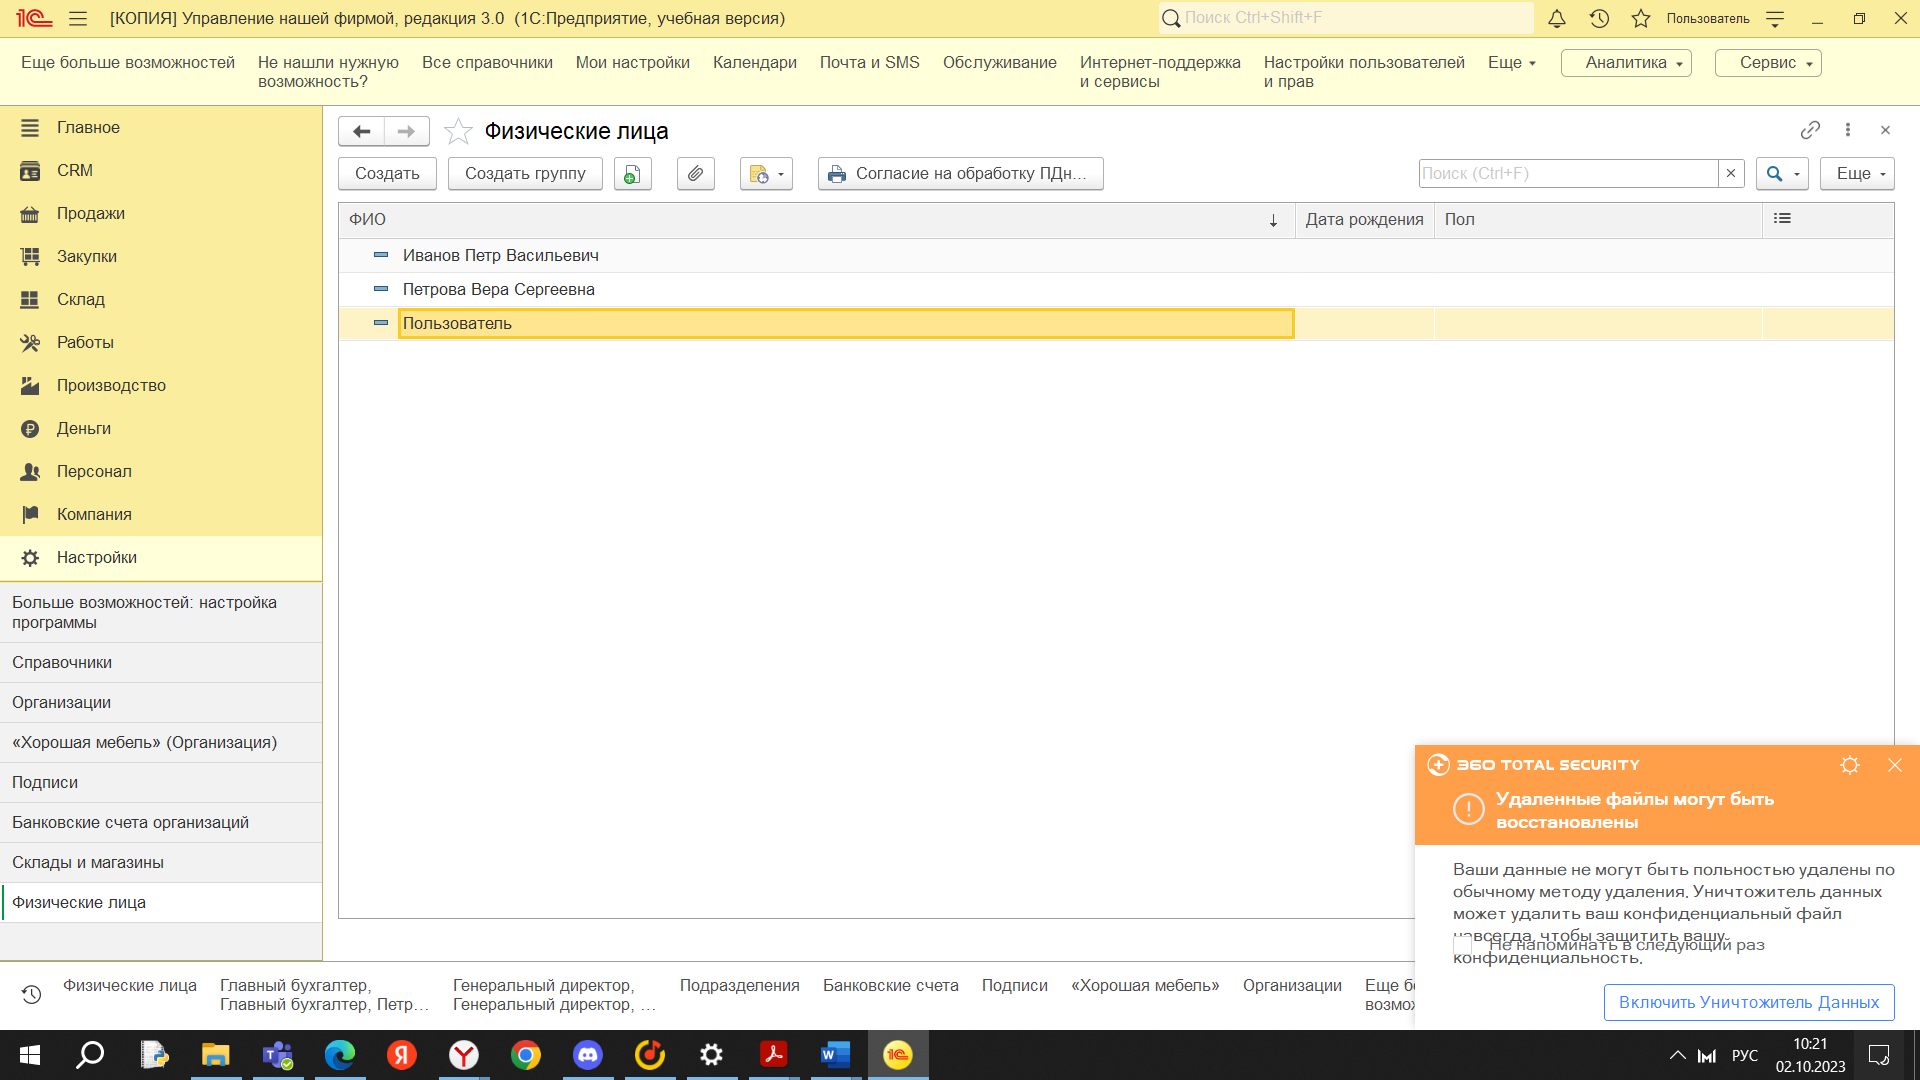 [КОПИЯ] Управление нашей фирмой, редакция 3.0 (1С:Предприятие, учебная версия)
Поиск Ctrl+Shift+F
Пользователь
Еще больше возможностей
Не нашли нужную
возможность?
Все справочники
Мои настройки
Календари
Почта и SMS
Обслуживание
Интернет-поддержка
и сервисы
Настройки пользователей
и прав
Еще
Аналитика
Сервис
Главное
CRM
Продажи
Закупки
Склад
Работы
Производство
Деньги
Персонал
Компания
Настройки
Больше возможностей: настройка
программы
Справочники
Организации
«Хорошая мебель» (Организация)
Подписи
Банковские счета организаций
Склады и магазины
Физические лица
Физические лица
Создать
Создать группу
Согласие на обработку ПДн...
Поиск (Ctrl+F)
Еще
ФИО
Дата рождения
Пол
Иванов Петр Васильевич
Петрова Вера Сергеевна
Пользователь
360 TOTAL SECURITY
Удаленные файлы могут быть
восстановлены
Ваши данные не могут быть польностью удалены по
обычному методу удаления. Уничтожитель данных
может удалить ваш конфиденциальный файл
навсегда, чтобы защитить вашу
Не напоминать в следующий раз
конфиденциальность.
Включить Уничтожитель Данных
Физические лица
Главный бухгалтер,
Главный бухгалтер, Петр...
Генеральный директор,
Генеральный директор, ...
Подразделения
Банковские счета
Подписи
«Хорошая мебель»
Организации
Еще б
возмо
РУС
10:21
02.10.2023